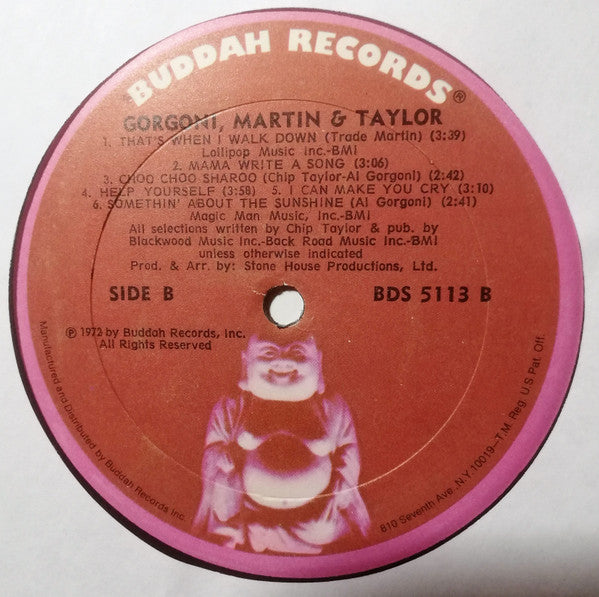 BUDDAH RECORDS®
GORGONI, MARTIN & TAYLOR
1. THAT'S WHEN I WALK DOWN (Trade Martin) (3:39)
Lollipop Music Inc.-BMI
2. MAMA WRITE A SONG (3:06)
3. CHOO CHOO SHAROO (Chip Taylor-Al Gorgoni) (2:42)
4. HELP YOURSELF (3:58) 5. I CAN MAKE YOU CRY (3:10)
6. SOMETHIN' ABOUT THE SUNSHINE (Al Gorgoni) (2:41)
Magic Man Music, Inc.-BMI
All selections written by Chip Taylor & pub. by
Blackwood Music Inc.-Back Road Music Inc.-BMI
unless otherwise indicated
Prod. & Arr. by: Stone House Productions, Ltd.
SIDE B
BDS 5113 B
℗ 1972 by Buddah Records, Inc.
All Rights Reserved
Manufactured and Distributed by Buddah Records Inc.
810 Seventh Ave., N.Y. 10019—T.M. Reg. U.S. Pat. Off.